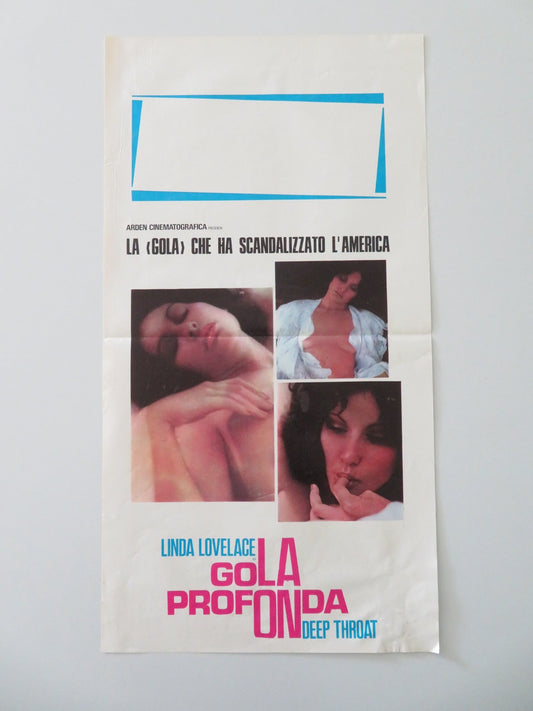 ARDEN CINEMATOGRAFICA PRESENTA
LA ‹GOLA› CHE HA SCANDALIZZATO L'AMERICA
LINDA LOVELACE
GOLA
PROFONDA
DEEP THROAT